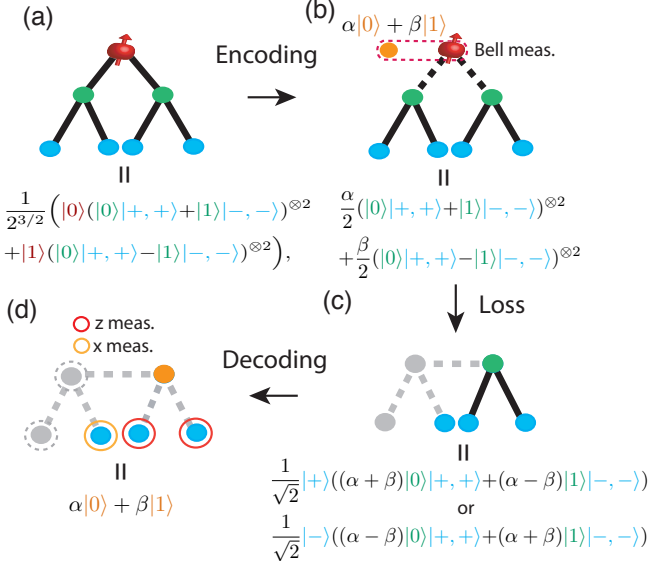 (a)
Encoding
(b)
α|0⟩ + β|1⟩
Bell meas.
=
1/2^{3/2} (|0⟩(|0⟩|+, +⟩+|1⟩|−, −⟩)^{⊗2}
+|1⟩(|0⟩|+, +⟩−|1⟩|−, −⟩)^{⊗2}),
=
α/2 (|0⟩|+, +⟩+|1⟩|−, −⟩)^{⊗2}
+β/2 (|0⟩|+, +⟩−|1⟩|−, −⟩)^{⊗2}
Loss
(c)
=
1/√2 |+⟩((α + β)|0⟩|+, +⟩+(α − β)|1⟩|−, −⟩)
or
1/√2 |−⟩((α − β)|0⟩|+, +⟩+(α + β)|1⟩|−, −⟩)
Decoding
(d)
z meas.
x meas.
=
α|0⟩ + β|1⟩